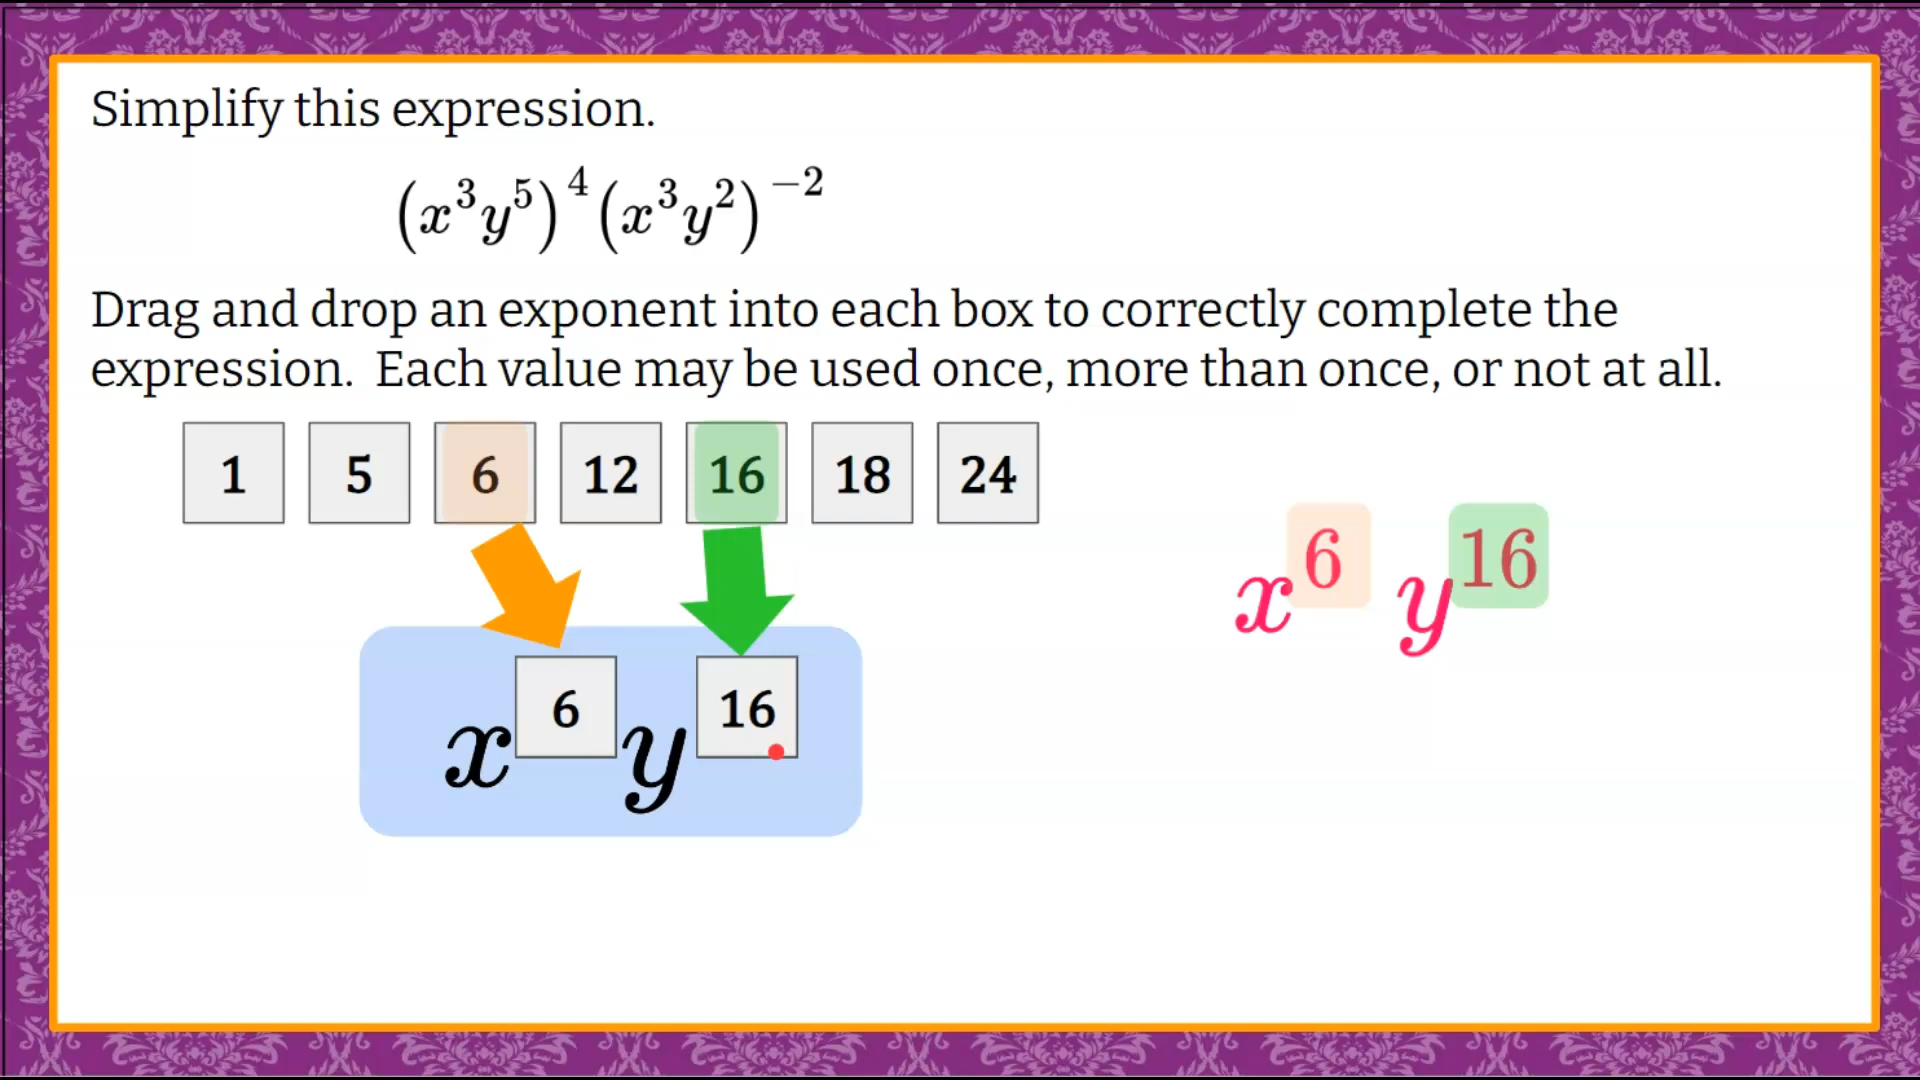 Simplify this expression.
(x³y⁵)⁴(x³y²)⁻²
Drag and drop an exponent into each box to correctly complete the
expression. Each value may be used once, more than once, or not at all.
1 5 6 12 16 18 24
x⁶ y¹⁶
x⁶y¹⁶